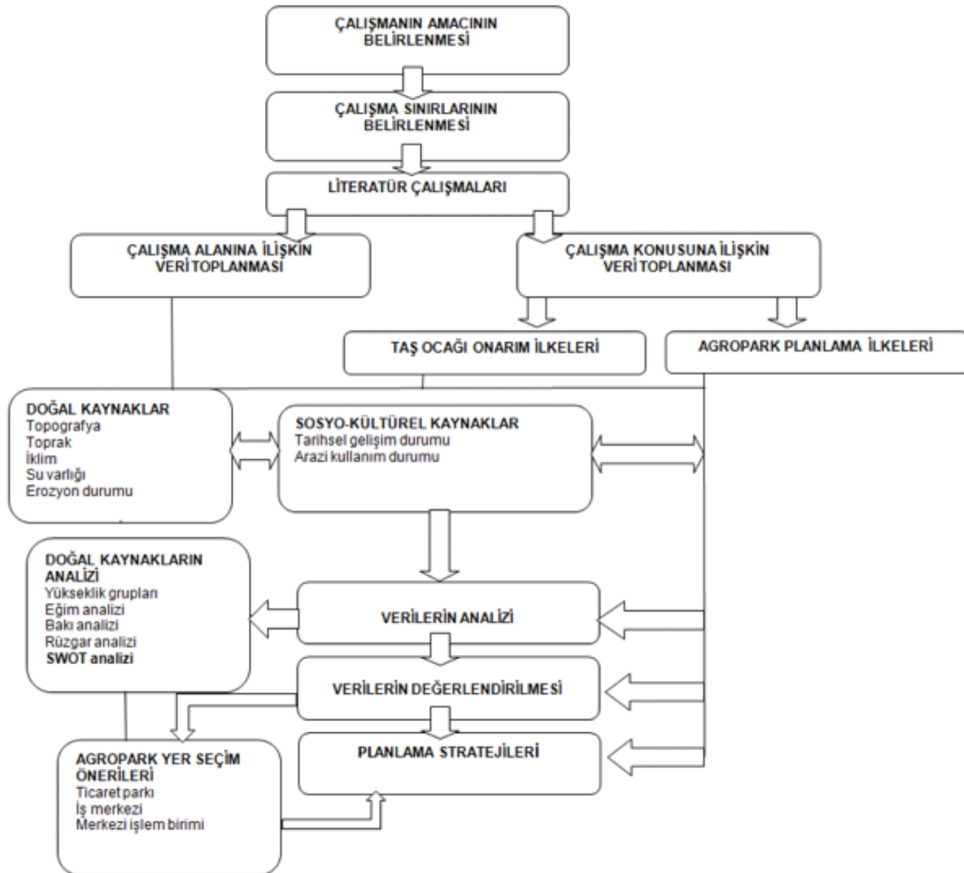 ÇALIŞMANIN AMACININ
BELİRLENMESİ
ÇALIŞMA SINIRLARININ
BELİRLENMESİ
LİTERATÜR ÇALIŞMALARI
ÇALIŞMA ALANINA İLİŞKİN
VERİ TOPLANMASI
ÇALIŞMA KONUSUNA İLİŞKİN
VERİ TOPLANMASI
TAŞ OCAĞI ONARIM İLKELERİ
AGROPARK PLANLAMA İLKELERİ
DOĞAL KAYNAKLAR
Topografya
Toprak
İklim
Su varlığı
Erozyon durumu
SOSYO-KÜLTÜREL KAYNAKLAR
Tarihsel gelişim durumu
Arazi kullanım durumu
DOĞAL KAYNAKLARIN
ANALİZİ
Yükseklik grupları
Eğim analizi
Bakı analizi
Rüzgar analizi
SWOT analizi
VERİLERİN ANALİZİ
VERİLERİN DEĞERLENDİRİLMESİ
PLANLAMA STRATEJİLERİ
AGROPARK YER SEÇİM
ÖNERİLERİ
Ticaret parkı
İş merkezi
Merkezi işlem birimi